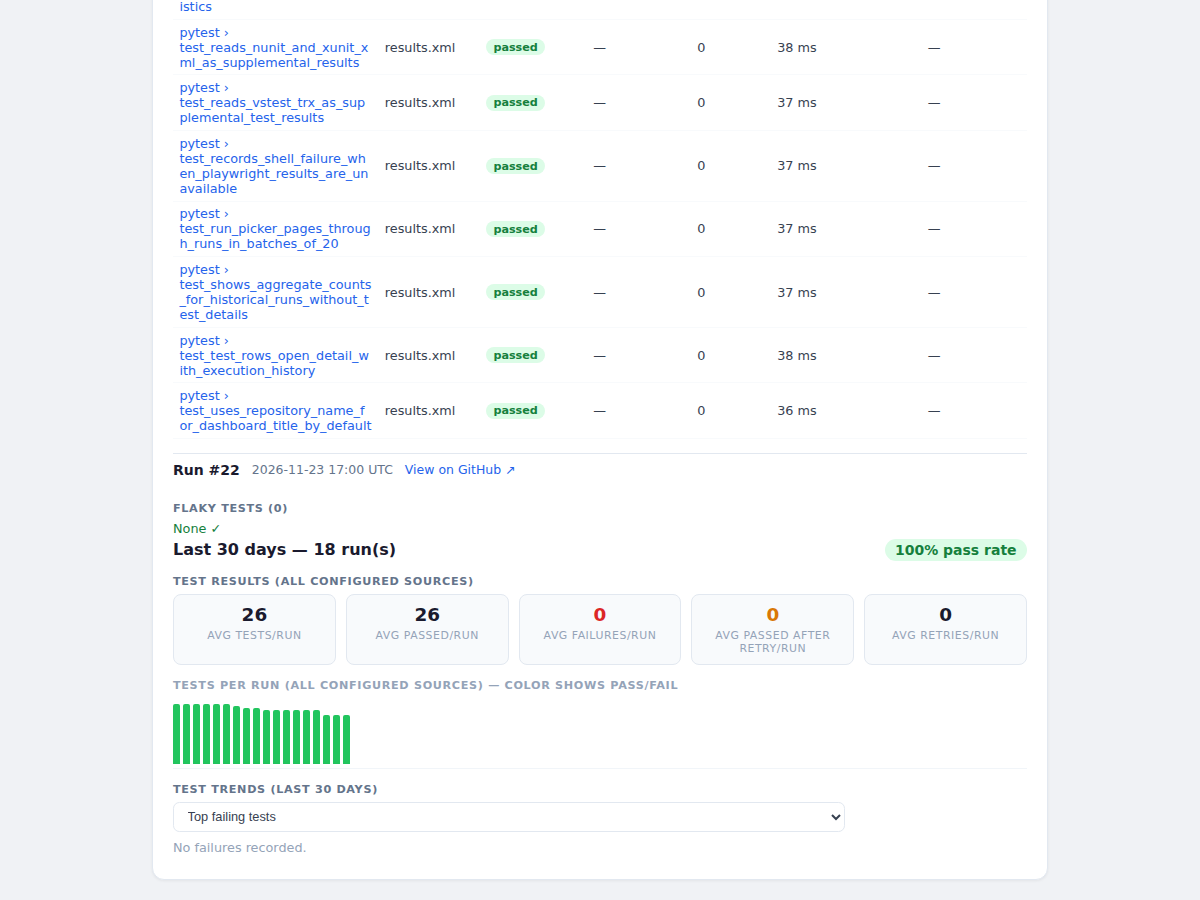 istics
pytest ›
test_reads_nunit_and_xunit_x
ml_as_supplemental_results
results.xml passed — 0 38 ms —
pytest ›
test_reads_vstest_trx_as_sup
plemental_test_results
results.xml passed — 0 37 ms —
pytest ›
test_records_shell_failure_wh
en_playwright_results_are_un
available
results.xml passed — 0 37 ms —
pytest ›
test_run_picker_pages_throug
h_runs_in_batches_of_20
results.xml passed — 0 37 ms —
pytest ›
test_shows_aggregate_counts
_for_historical_runs_without_t
est_details
results.xml passed — 0 37 ms —
pytest ›
test_test_rows_open_detail_w
ith_execution_history
results.xml passed — 0 38 ms —
pytest ›
test_uses_repository_name_f
or_dashboard_title_by_default
results.xml passed — 0 36 ms —
Run #22 2026-11-23 17:00 UTC View on GitHub ↗
FLAKY TESTS (0)
None ✓
Last 30 days — 18 run(s) 100% pass rate
TEST RESULTS (ALL CONFIGURED SOURCES)
26
AVG TESTS/RUN
26
AVG PASSED/RUN
0
AVG FAILURES/RUN
0
AVG PASSED AFTER
RETRY/RUN
0
AVG RETRIES/RUN
TESTS PER RUN (ALL CONFIGURED SOURCES) — COLOR SHOWS PASS/FAIL
TEST TRENDS (LAST 30 DAYS)
Top failing tests
No failures recorded.